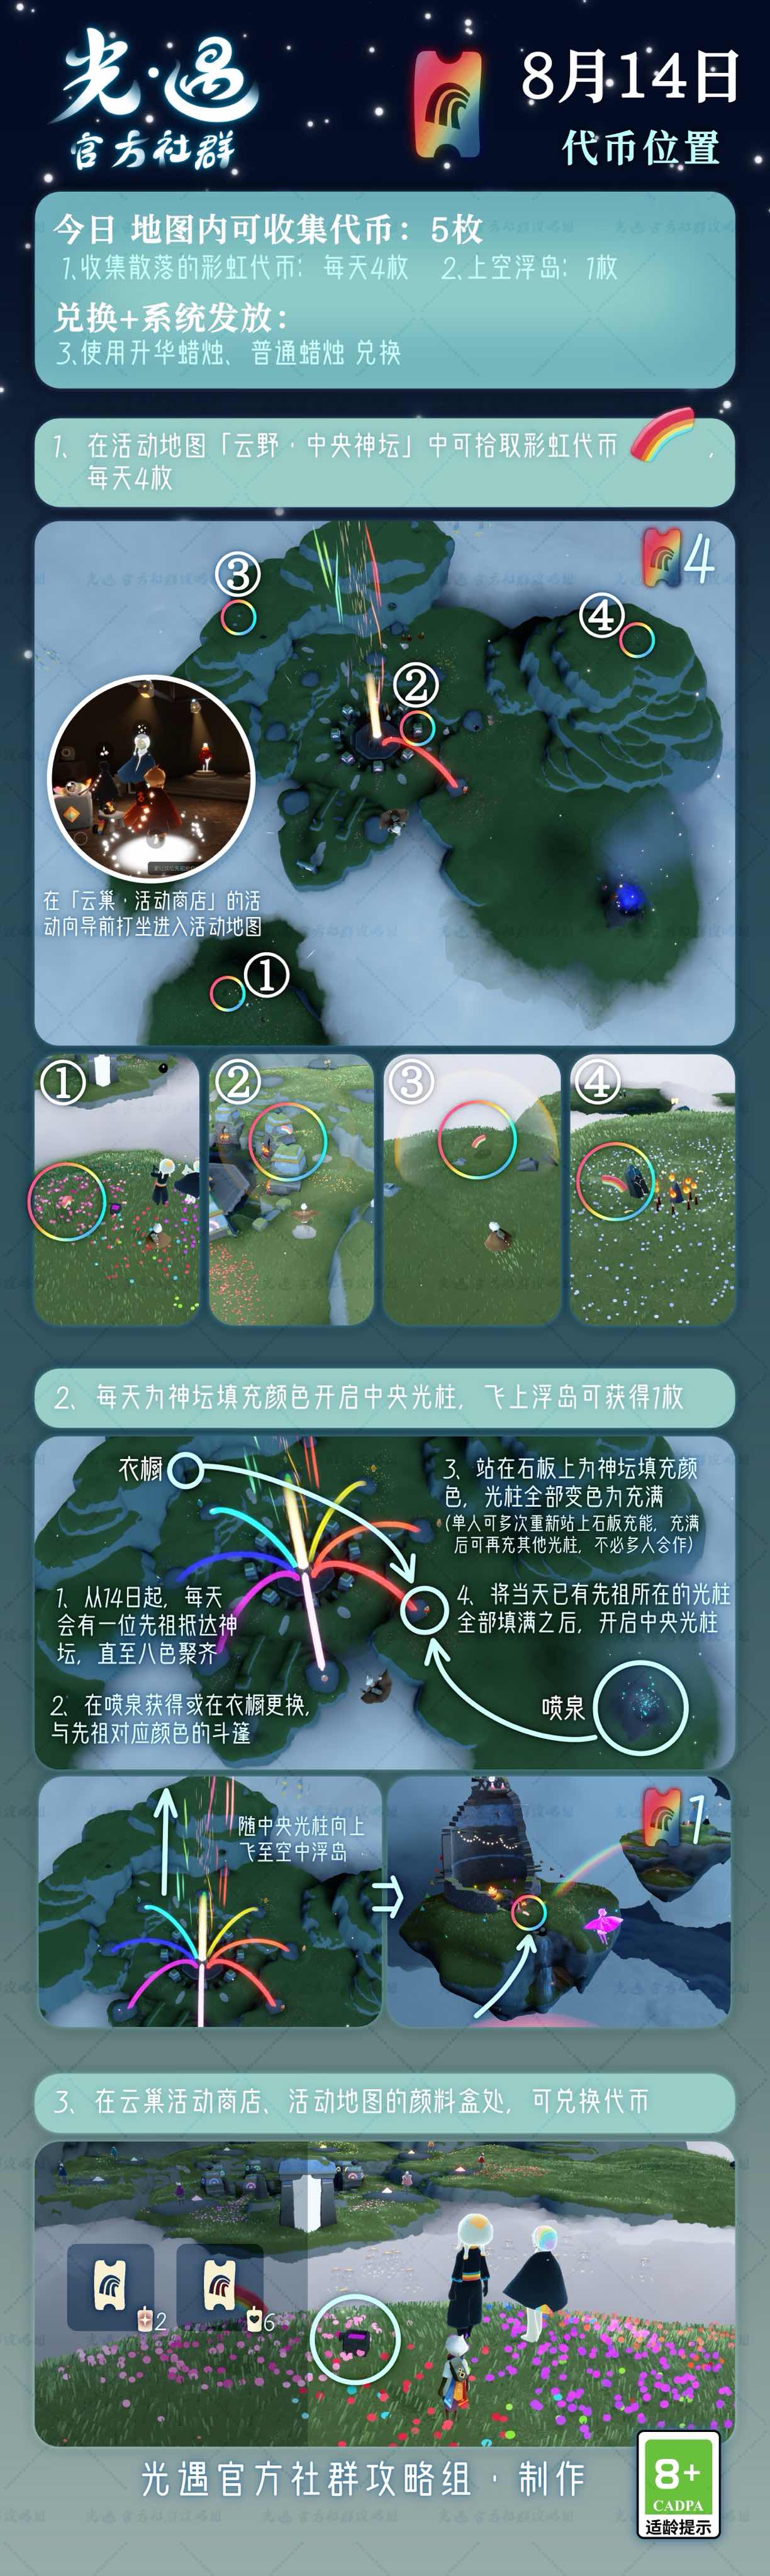 光·遇
官方社群
8月14日
代币位置
今日 地图内可收集代币：5枚
1、收集散落的彩虹代币：每天4枚 2、上空浮岛：1枚
兑换+系统发放：
3、使用升华蜡烛、普通蜡烛 兑换
1、在活动地图「云野·中央神坛」中可拾取彩虹代币 ，
每天4枚
③
4
④
②
在「云巢·活动商店」的活
动向导前打坐进入活动地图
①
①
②
③
④
2、每天为神坛填充颜色开启中央光柱，飞上浮岛可获得1枚
衣橱
3、站在石板上为神坛填充颜
色，光柱全部变色为充满
(单人可多次重新站上石板充能，充满
后可再充其他光柱，不必多人合作)
1、从14日起，每天
会有一位先祖抵达神
坛，直至八色聚齐
4、将当天已有先祖所在的光柱
全部填满之后，开启中央光柱
2、在喷泉获得或在衣橱更换，
与先祖对应颜色的斗篷
喷泉
随中央光柱向上
飞至空中浮岛
1
3、在云巢活动商店、活动地图的颜料盒处，可兑换代币
2
6
光遇官方社群攻略组·制作
8+
CADPA
适龄提示